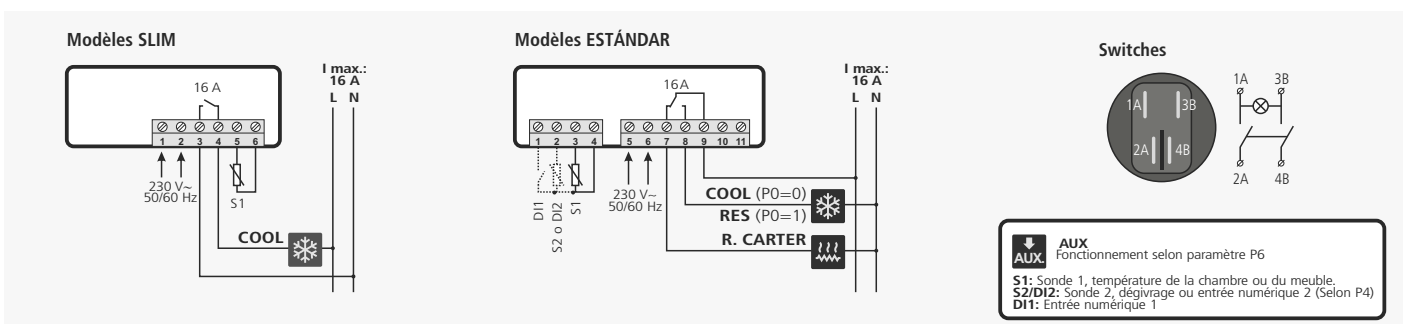 Modèles SLIM
16 A
1 2 3 4 5 6
230 V~
50/60 Hz
S1
COOL
I max.:
16 A
L N
Modèles ESTÁNDAR
16A
1 2 3 4 5 6 7 8 9 10 11
DI1
S2 o DI2
S1
230 V~
50/60 Hz
COOL (P0=0)
RES (P0=1)
R. CARTER
I max.:
16 A
L N
Switches
1A 3B
2A 4B
1A 3B
2A 4B
AUX.
AUX
Fonctionnement selon paramètre P6
S1: Sonde 1, température de la chambre ou du meuble.
S2/DI2: Sonde 2, dégivrage ou entrée numérique 2 (Selon P4)
DI1: Entrée numérique 1